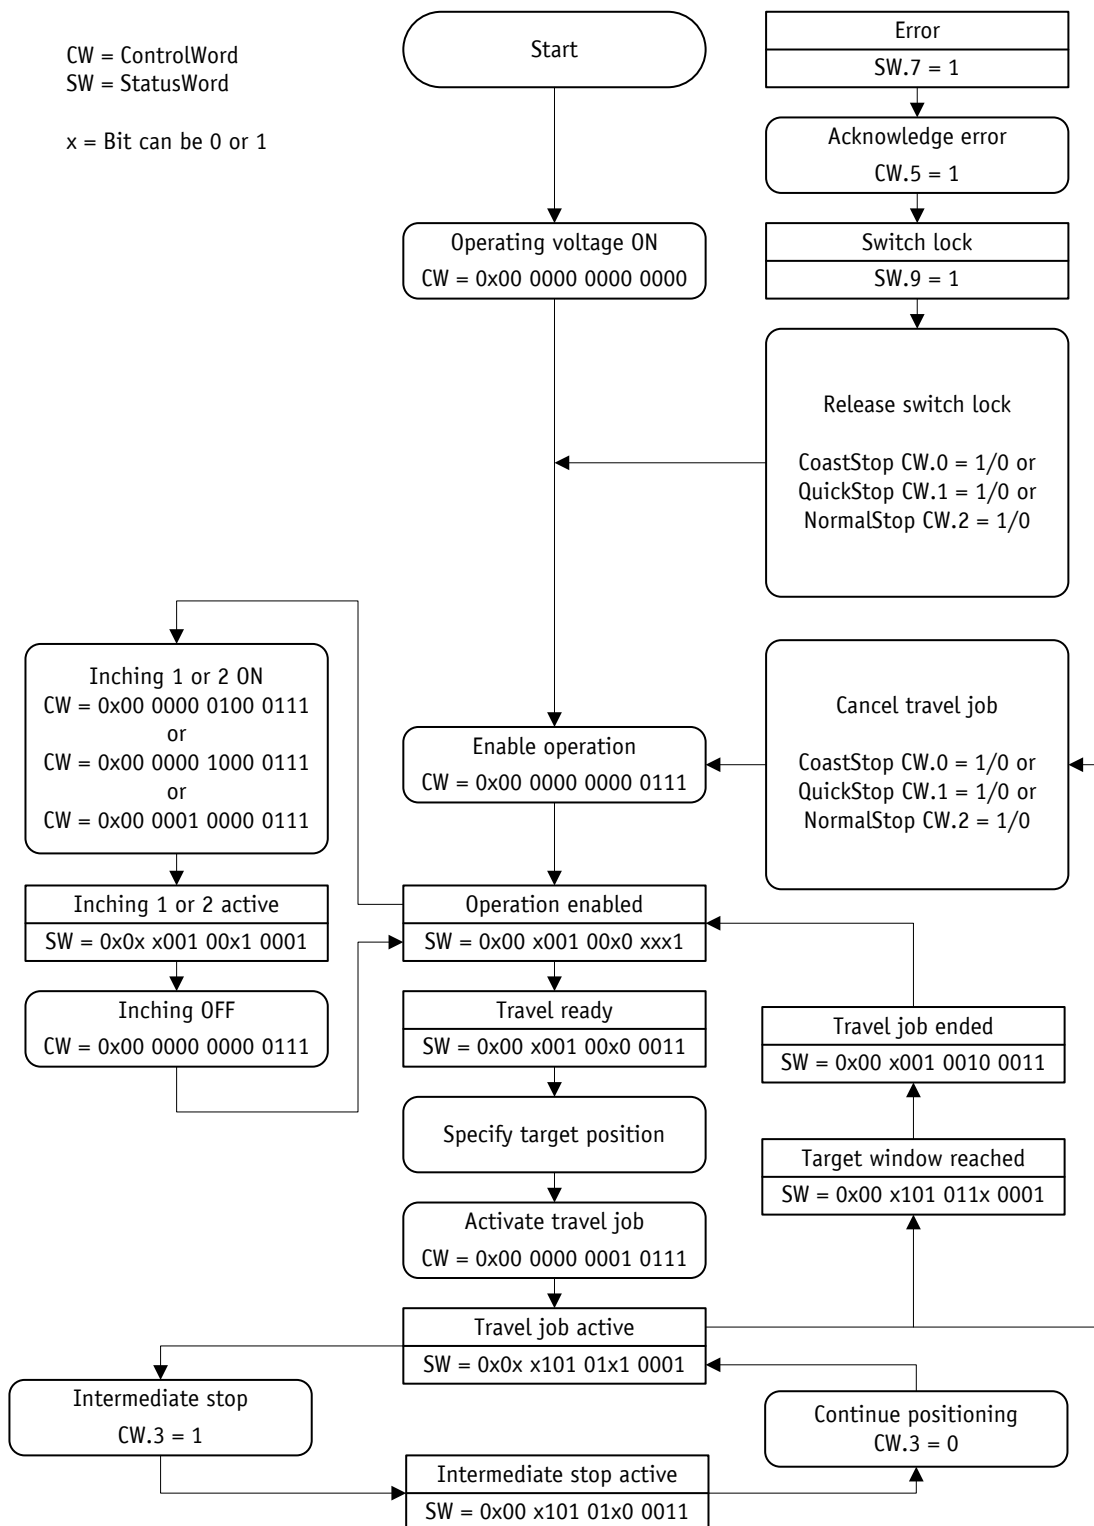 CW = ControlWord
SW = StatusWord
x = Bit can be 0 or 1
Start
Error
SW.7 = 1
Acknowledge error
CW.5 = 1
Operating voltage ON
CW = 0x00 0000 0000 0000
Switch lock
SW.9 = 1
Release switch lock
CoastStop CW.0 = 1/0 or
QuickStop CW.1 = 1/0 or
NormalStop CW.2 = 1/0
Inching 1 or 2 ON
CW = 0x00 0000 0100 0111
or
CW = 0x00 0000 1000 0111
or
CW = 0x00 0001 0000 0111
Enable operation
CW = 0x00 0000 0000 0111
Cancel travel job
CoastStop CW.0 = 1/0 or
QuickStop CW.1 = 1/0 or
NormalStop CW.2 = 1/0
Inching 1 or 2 active
SW = 0x0x x001 00x1 0001
Operation enabled
SW = 0x00 x001 00x0 xxx1
Inching OFF
CW = 0x00 0000 0000 0111
Travel ready
SW = 0x00 x001 00x0 0011
Travel job ended
SW = 0x00 x001 0010 0011
Specify target position
Target window reached
SW = 0x00 x101 011x 0001
Activate travel job
CW = 0x00 0000 0001 0111
Travel job active
SW = 0x0x x101 01x1 0001
Intermediate stop
CW.3 = 1
Continue positioning
CW.3 = 0
Intermediate stop active
SW = 0x00 x101 01x0 0011